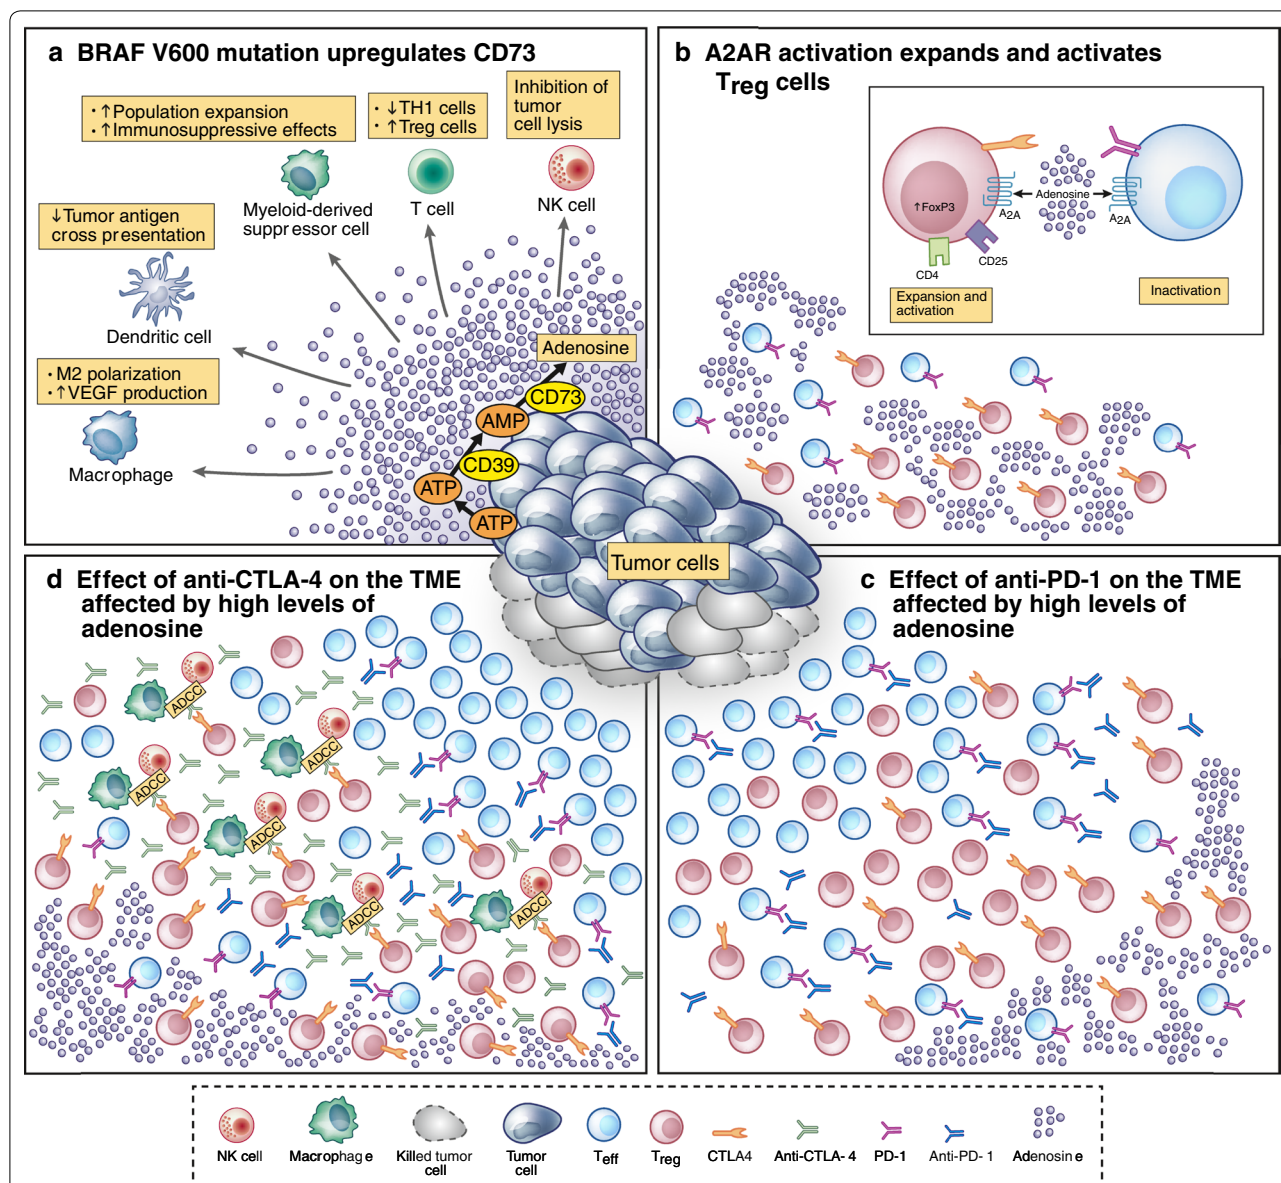 a BRAF V600 mutation upregulates CD73
· ↑Population expansion
· ↑Immunosuppressive effects
· ↓TH1 cells
· ↑Treg cells
Inhibition of
tumor
cell lysis
Myeloid-derived
suppressor cell
T cell
NK cell
↓Tumor antigen
cross presentation
Dendritic cell
· M2 polarization
· ↑VEGF production
Macrophage
Adenosine
CD73
AMP
CD39
ATP
ATP
Tumor cells
b A2AR activation expands and activates
Treg cells
↑FoxP3
Adenosine
A2A
A2A
CD4
CD25
Expansion and
activation
Inactivation
d Effect of anti-CTLA-4 on the TME
affected by high levels of
adenosine
ADCC
ADCC
ADCC
ADCC
ADCC
ADCC
c Effect of anti-PD-1 on the TME
affected by high levels of
adenosine
NK cell
Macrophage
Killed tumor
cell
Tumor
cell
Teff
Treg
CTLA4
Anti-CTLA-4
PD-1
Anti-PD-1
Adenosine